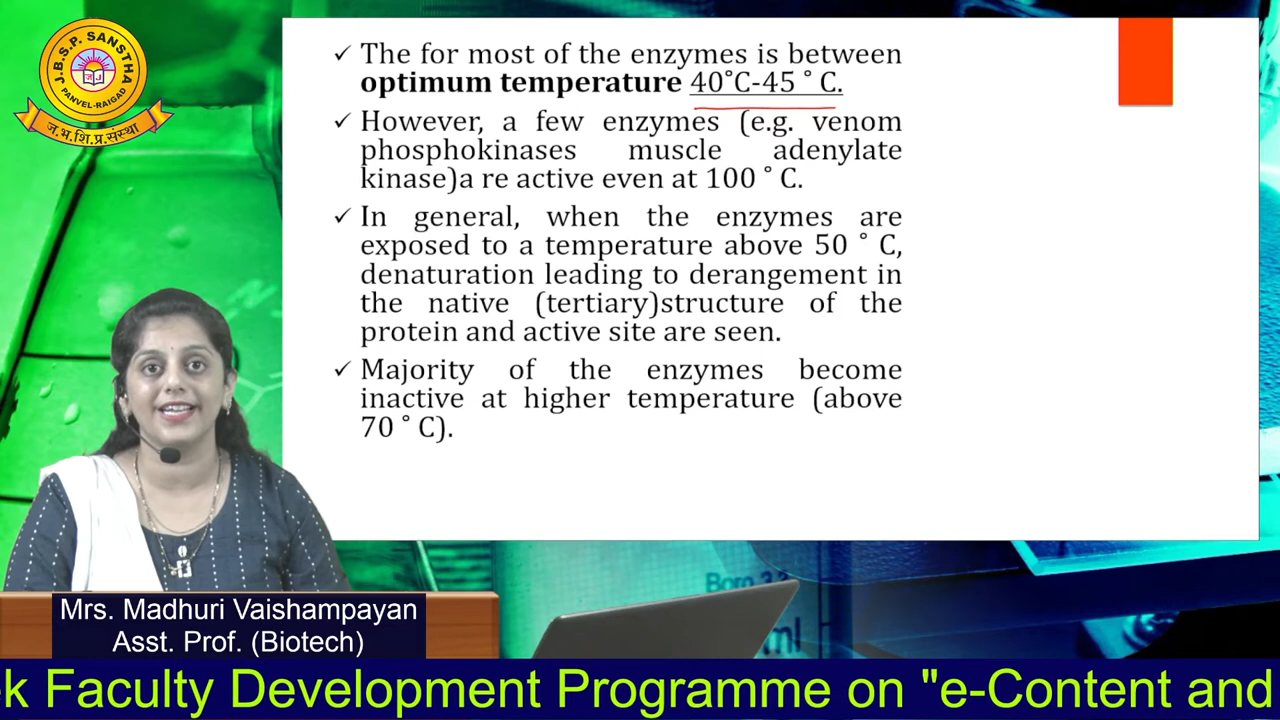 J.B.S.P. SANSTHA
PANVEL-RAIGAD
ज.भ.शि.प्र.संस्था
✓ The for most of the enzymes is between
optimum temperature 40°C-45 ° C.
✓ However, a few enzymes (e.g. venom
phosphokinases muscle adenylate
kinase)a re active even at 100 ° C.
✓ In general, when the enzymes are
exposed to a temperature above 50 ° C,
denaturation leading to derangement in
the native (tertiary)structure of the
protein and active site are seen.
✓ Majority of the enzymes become
inactive at higher temperature (above
70 ° C).
Boro 3.3
ml
Mrs. Madhuri Vaishampayan
Asst. Prof. (Biotech)
k Faculty Development Programme on "e-Content and